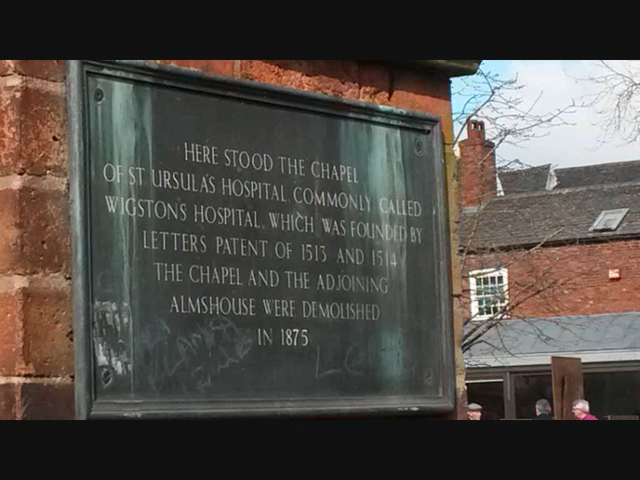 HERE STOOD THE CHAPEL
OF ST URSULA'S HOSPITAL COMMONLY CALLED
WIGSTON'S HOSPITAL, WHICH WAS FOUNDED BY
LETTERS PATENT OF 1513 AND 1514
THE CHAPEL AND THE ADJOINING
ALMSHOUSE WERE DEMOLISHED
IN 1875